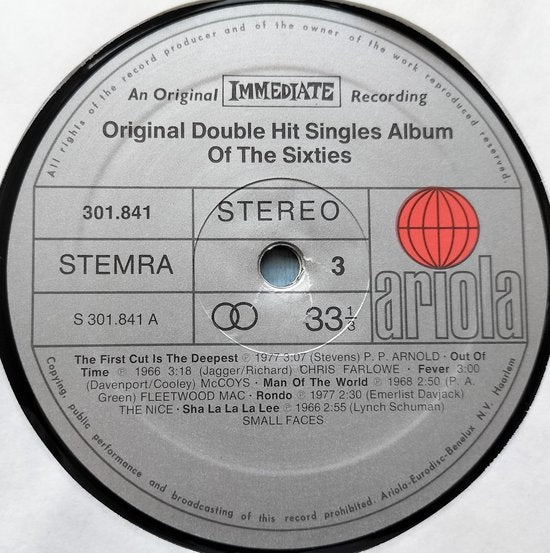 All rights of the record producer and of the owner of the work reproduced reserved.
An Original IMMEDIATE Recording
Original Double Hit Singles Album
Of The Sixties
301.841 STEREO
STEMRA 3
S 301.841 A 33 1/3
ariola
The First Cut Is The Deepest ℗ 1977 3:07 (Stevens) P. P. ARNOLD · Out Of
Time ℗ 1966 3:18 (Jagger/Richard) CHRIS FARLOWE · Fever 3:00
(Davenport/Cooley) McCOYS · Man Of The World ℗ 1968 2:50 (P. A.
Green) FLEETWOOD MAC · Rondo ℗ 1977 2:30 (Emerlist Davjack)
THE NICE · Sha La La La Lee ℗ 1966 2:55 (Lynch Schuman)
SMALL FACES
Copying, public performance and broadcasting of this record prohibited. Ariola-Eurodisc-Benelux N.V. Haarlem